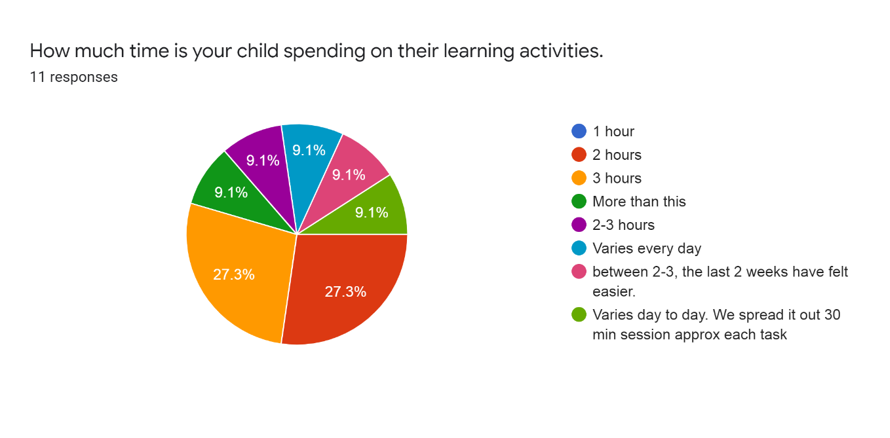 How much time is your child spending on their learning activities.
11 responses
9.1%
9.1%
9.1%
9.1%
9.1%
27.3%
27.3%
1 hour
2 hours
3 hours
More than this
2-3 hours
Varies every day
between 2-3, the last 2 weeks have felt
easier.
Varies day to day. We spread it out 30
min session approx each task